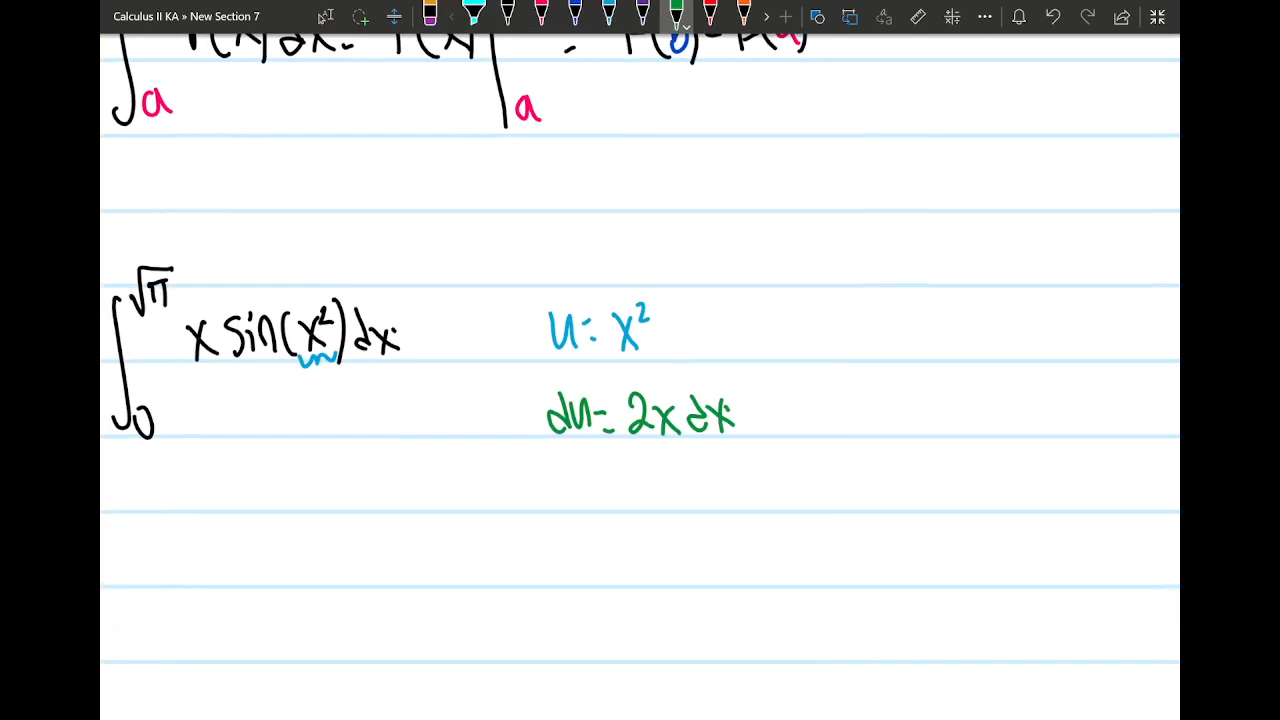 Calculus II KA » New Section 7
a
a
∫₀^√π x sin(x²) dx
u = x²
du = 2x dx